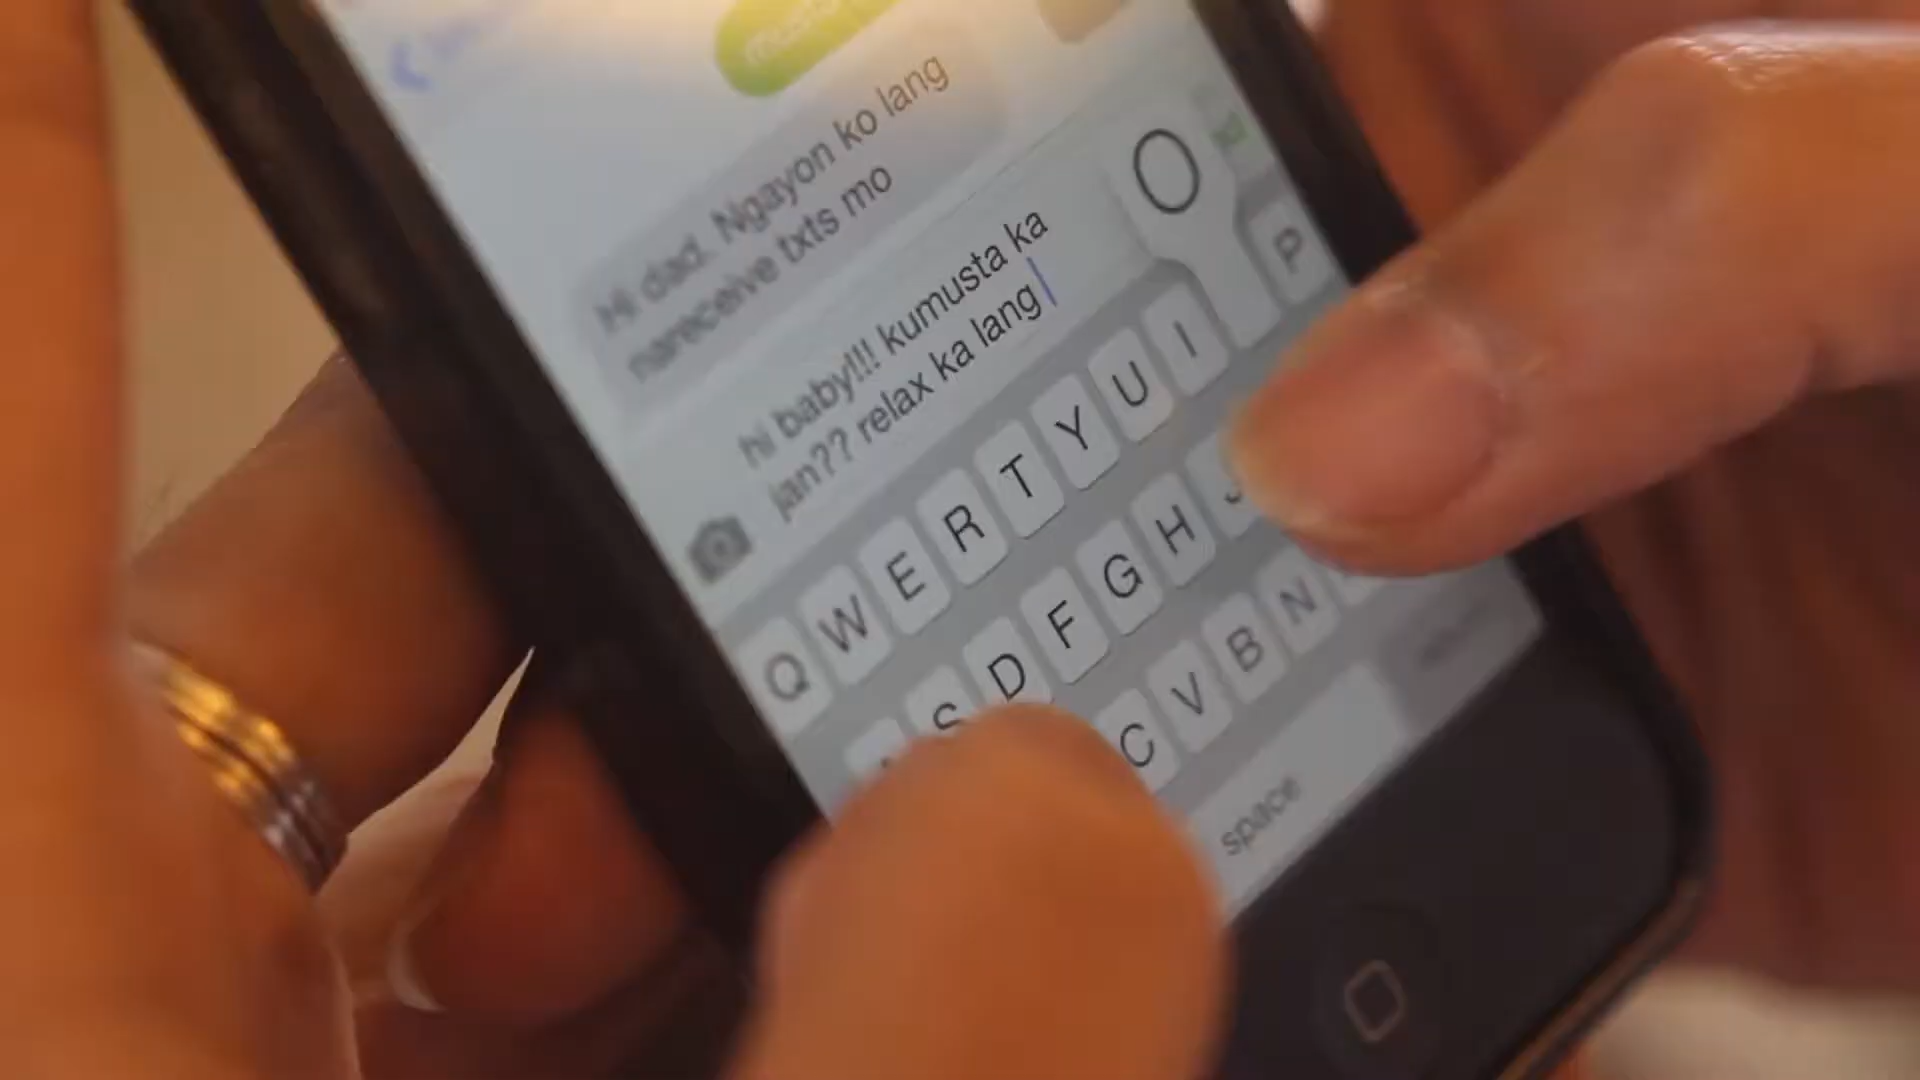 Hi dad. Ngayon ko lang
nareceive txts mo
hi baby!!! kumusta ka
jan?? relax ka lang
O
Q W E R T Y U I P
S D F G H J
C V B N
space